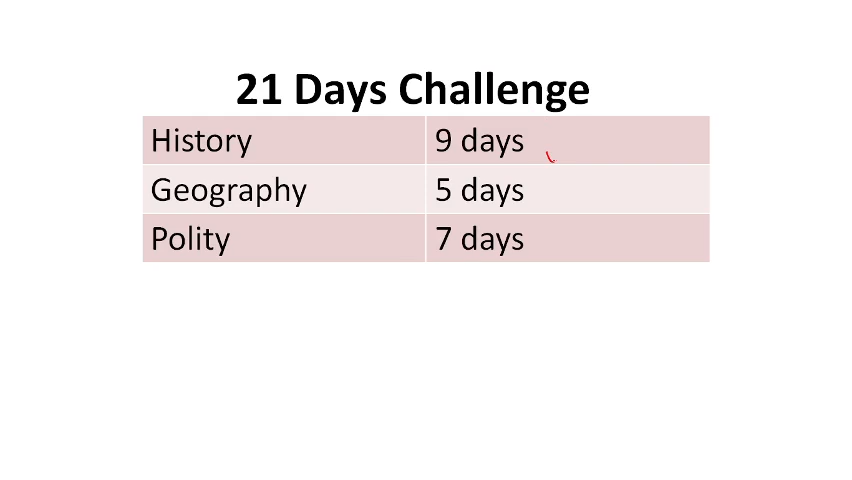 21 Days Challenge
History 9 days
Geography 5 days
Polity 7 days